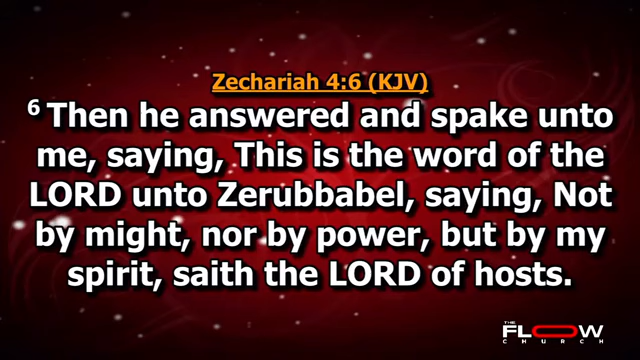 Zechariah 4:6 (KJV)
6 Then he answered and spake unto
me, saying, This is the word of the
LORD unto Zerubbabel, saying, Not
by might, nor by power, but by my
spirit, saith the LORD of hosts.
THE
FLOW
CHURCH